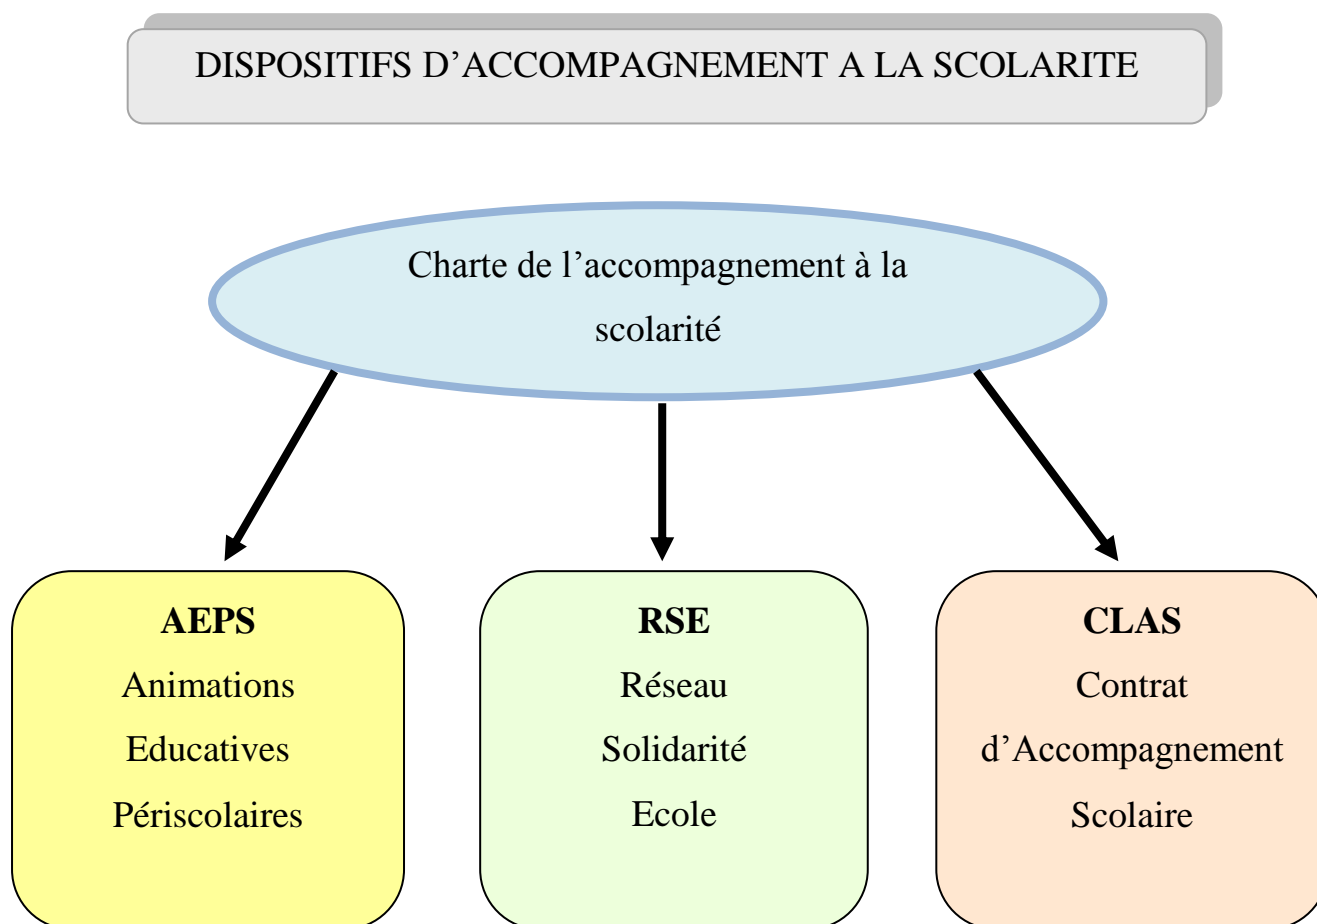 DISPOSITIFS D’ACCOMPAGNEMENT A LA SCOLARITE
Charte de l’accompagnement à la
scolarité
AEPS
Animations
Educatives
Périscolaires
RSE
Réseau
Solidarité
Ecole
CLAS
Contrat
d’Accompagnement
Scolaire